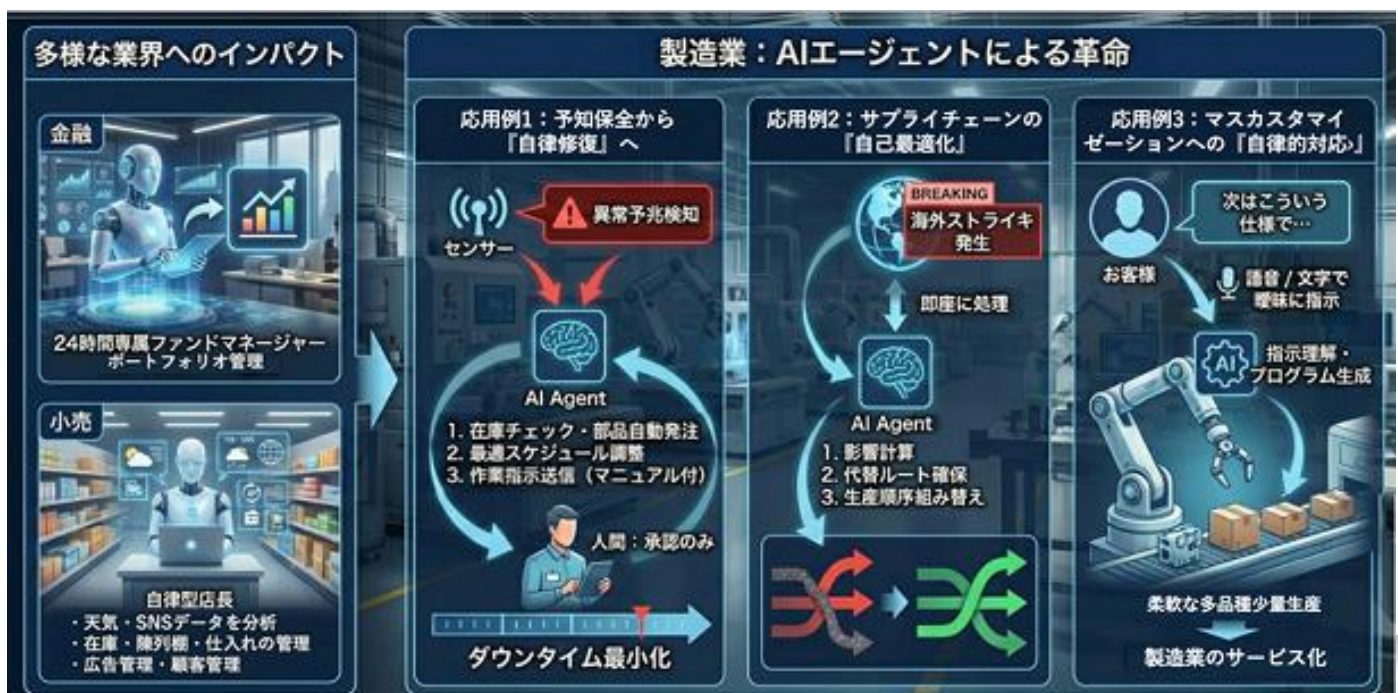 多様な業界へのインパクト
金融
24時間専属ファンドマネージャー
ポートフォリオ管理
小売
自律型店長
・天気・SNSデータを分析
・在庫・陳列棚・仕入れの管理
・広告管理・顧客管理
製造業：AIエージェントによる革命
応用例1：予知保全から
『自律修復』へ
センサー
異常予兆検知
AI Agent
1. 在庫チェック・部品自動発注
2. 最適スケジュール調整
3. 作業指示送信（マニュアル付）
人間：承認のみ
ダウンタイム最小化
応用例2：サプライチェーンの
『自己最適化』
BREAKING
海外ストライキ
発生
即座に処理
AI Agent
1. 影響計算
2. 代替ルート確保
3. 生産順序組み替え
応用例3：マスカスタマイ
ゼーションへの『自律的対応』
お客様
次はこういう
仕様で…
語音 / 文字で
曖昧に指示
AI
指示理解・
プログラム生成
柔軟な多品種少量生産
製造業のサービス化